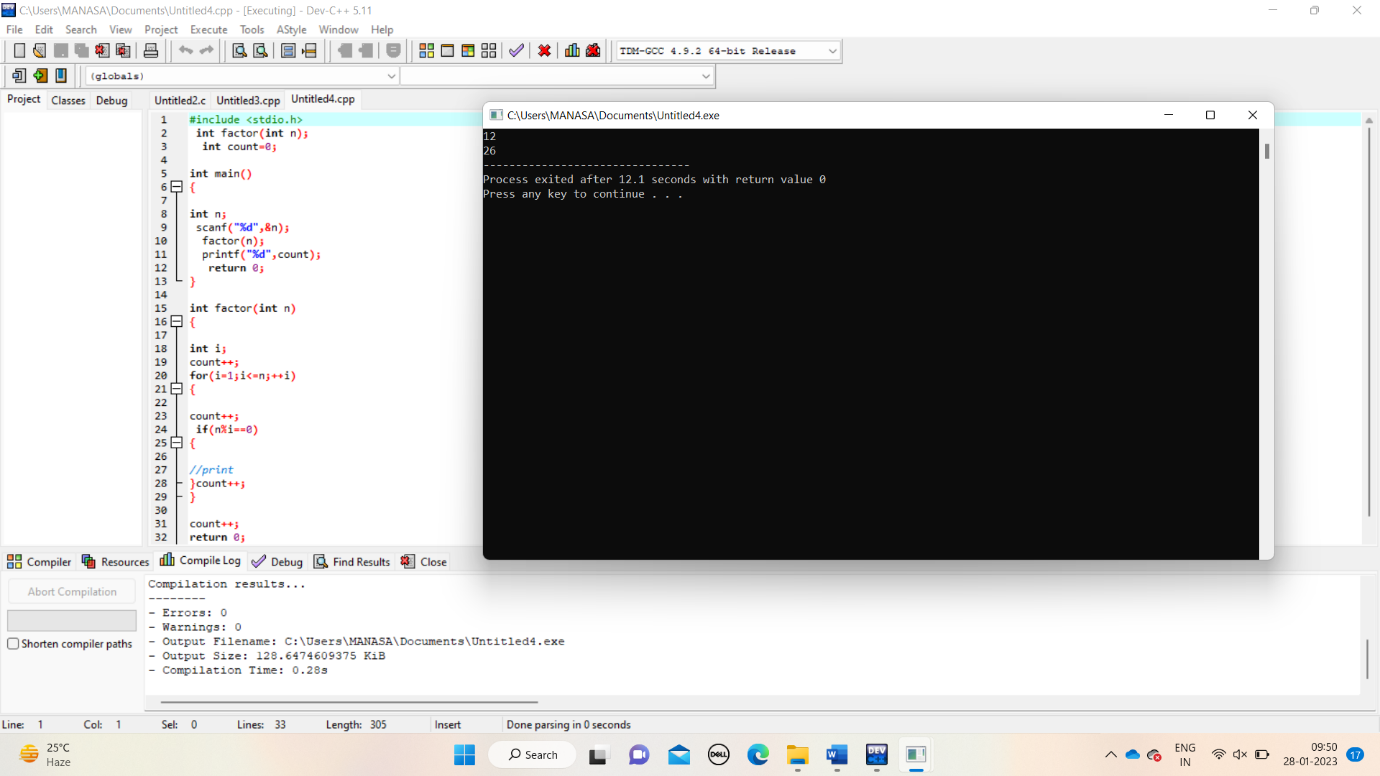 C:\Users\MANASA\Documents\Untitled4.cpp - [Executing] - Dev-C++ 5.11
File Edit Search View Project Execute Tools AStyle Window Help
TDM-GCC 4.9.2 64-bit Release
(globals)
Project Classes Debug
Untitled2.c Untitled3.cpp Untitled4.cpp
1 #include <stdio.h>
2 int factor(int n);
3 int count=0;
4
5 int main()
6 {
7
8 int n;
9 scanf("%d",&n);
10 factor(n);
11 printf("%d",count);
12 return 0;
13 }
14
15 int factor(int n)
16 {
17
18 int i;
19 count++;
20 for(i=1;i<=n;++i)
21 {
22
23 count++;
24 if(n%i==0)
25 {
26
27 //print
28 }count++;
29 }
30
31 count++;
32 return 0;
C:\Users\MANASA\Documents\Untitled4.exe
12
26
--------------------------------
Process exited after 12.1 seconds with return value 0
Press any key to continue . . .
Compiler Resources Compile Log Debug Find Results Close
Abort Compilation
Shorten compiler paths
Compilation results...
--------
- Errors: 0
- Warnings: 0
- Output Filename: C:\Users\MANASA\Documents\Untitled4.exe
- Output Size: 128.6474609375 KiB
- Compilation Time: 0.28s
Line: 1 Col: 1 Sel: 0 Lines: 33 Length: 305 Insert Done parsing in 0 seconds
25°C
Haze
Search
DELL
DEV
ENG
IN
09:50
28-01-2023
17